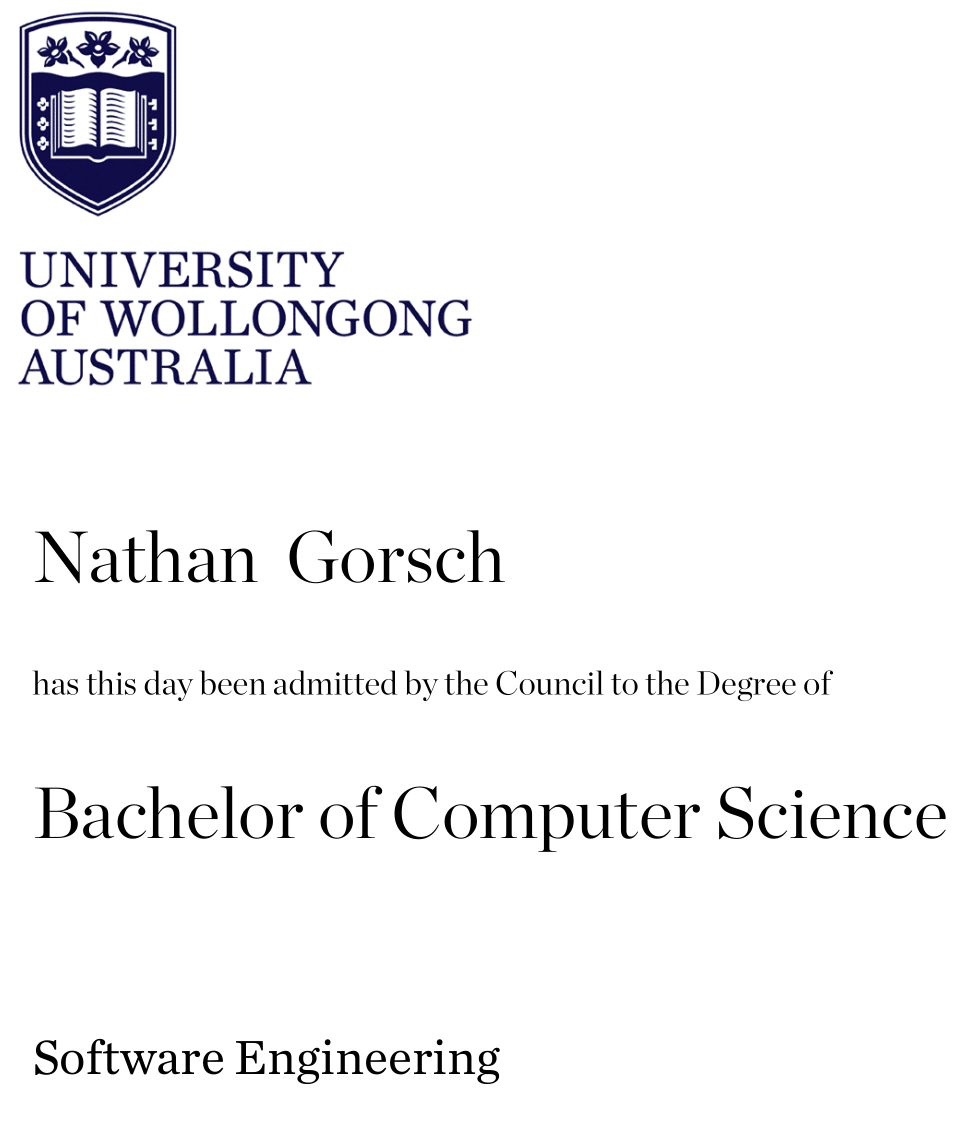 UNIVERSITY
OF WOLLONGONG
AUSTRALIA
Nathan Gorsch
has this day been admitted by the Council to the Degree of
Bachelor of Computer Science
Software Engineering